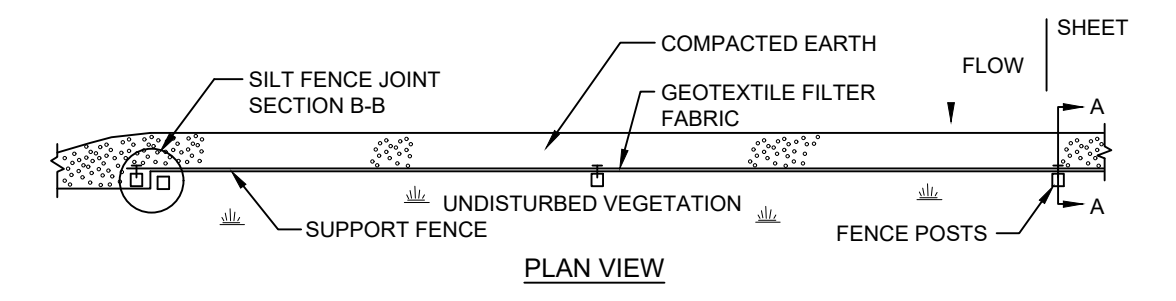 SHEET
COMPACTED EARTH
FLOW
SILT FENCE JOINT
SECTION B-B
GEOTEXTILE FILTER
FABRIC
A
UNDISTURBED VEGETATION
A
SUPPORT FENCE
FENCE POSTS
PLAN VIEW